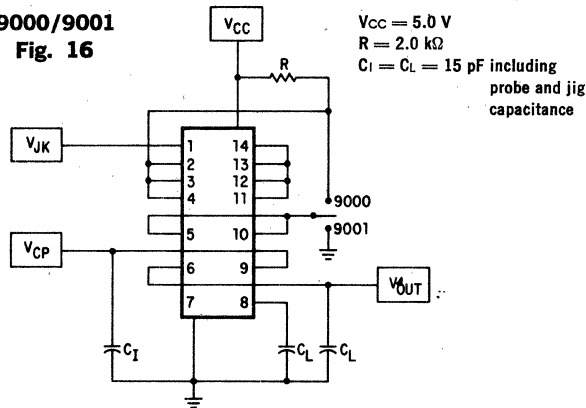 9000/9001
Fig. 16
VCC
VCC = 5.0 V
R = 2.0 kΩ
CI = CL = 15 pF including
probe and jig
capacitance
R
VJK
1 14
2 13
3 12
4 11
9000
5 10
9001
VCP
6 9
7 8
VOUT
CI
CL
CL